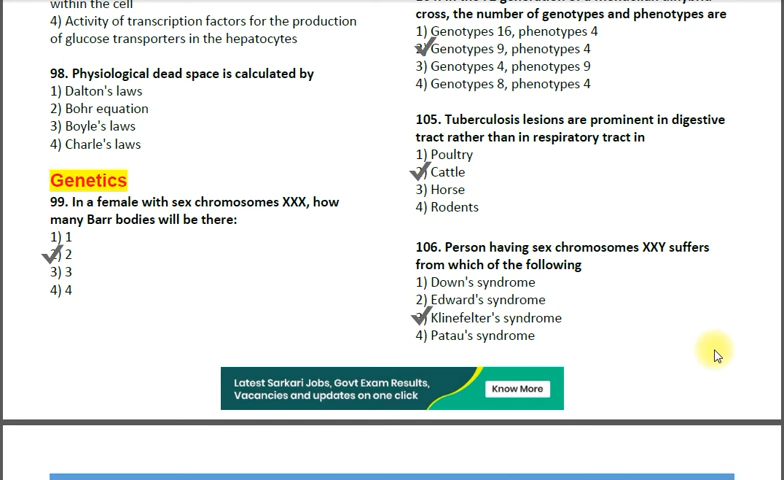 within the cell
4) Activity of transcription factors for the production
of glucose transporters in the hepatocytes
98. Physiological dead space is calculated by
1) Dalton's laws
2) Bohr equation
3) Boyle's laws
4) Charle's laws
Genetics
99. In a female with sex chromosomes XXX, how
many Barr bodies will be there:
1) 1
2) 2
3) 3
4) 4
cross, the number of genotypes and phenotypes are
1) Genotypes 16, phenotypes 4
2) Genotypes 9, phenotypes 4
3) Genotypes 4, phenotypes 9
4) Genotypes 8, phenotypes 4
105. Tuberculosis lesions are prominent in digestive
tract rather than in respiratory tract in
1) Poultry
2) Cattle
3) Horse
4) Rodents
106. Person having sex chromosomes XXY suffers
from which of the following
1) Down's syndrome
2) Edward's syndrome
3) Klinefelter's syndrome
4) Patau's syndrome
Latest Sarkari Jobs, Govt Exam Results,
Vacancies and updates on one click
Know More